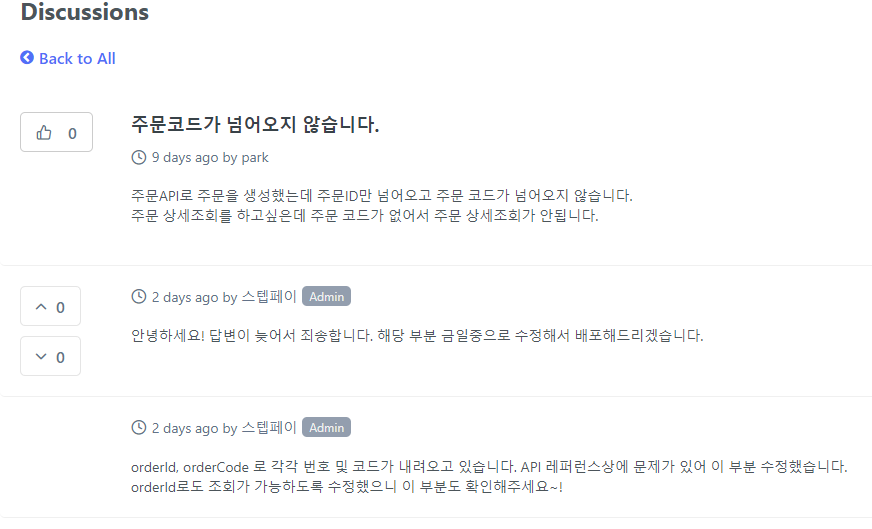 Discussions
Back to All
0
주문코드가 넘어오지 않습니다.
9 days ago by park
주문API로 주문을 생성했는데 주문ID만 넘어오고 주문 코드가 넘어오지 않습니다.
주문 상세조회를 하고싶은데 주문 코드가 없어서 주문 상세조회가 안됩니다.
0
0
2 days ago by 스텝페이 Admin
안녕하세요! 답변이 늦어서 죄송합니다. 해당 부분 금일중으로 수정해서 배포해드리겠습니다.
2 days ago by 스텝페이 Admin
orderId, orderCode 로 각각 번호 및 코드가 내려오고 있습니다. API 레퍼런스상에 문제가 있어 이 부분 수정했습니다.
orderId로도 조회가 가능하도록 수정했으니 이 부분도 확인해주세요~!